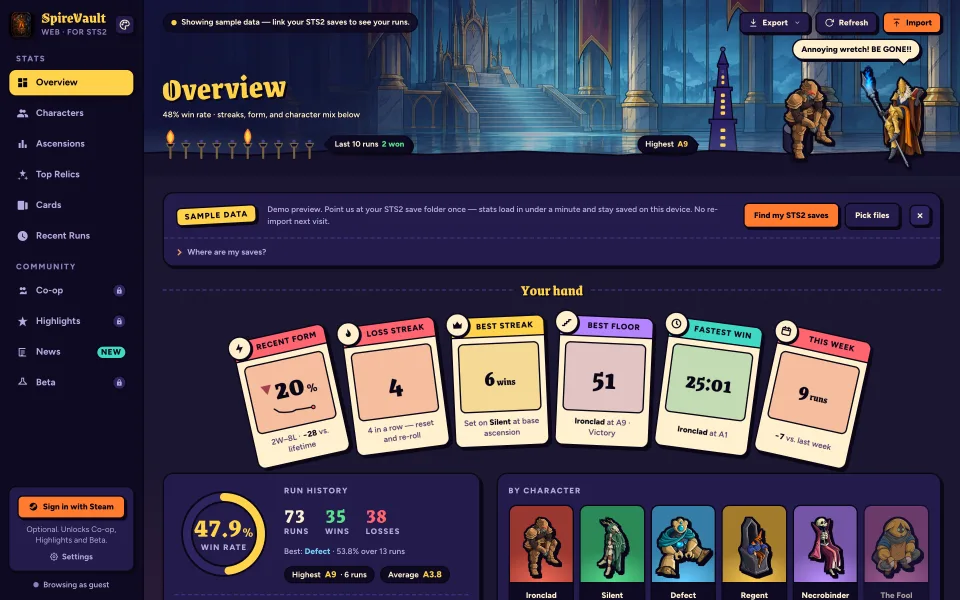 SpireVault
WEB · FOR STS2
STATS
Overview
Characters
Ascensions
Top Relics
Cards
Recent Runs
COMMUNITY
Co-op
Highlights
News NEW
Beta
Sign in with Steam
Optional. Unlocks Co-op,
Highlights and Beta.
Settings
Browsing as guest
Showing sample data — link your STS2 saves to see your runs.
Export
Refresh
Import
Annoying wretch! BE GONE!!
Overview
48% win rate · streaks, form, and character mix below
Last 10 runs 2 won
Highest A9
SAMPLE DATA
Demo preview. Point us at your STS2 save folder once — stats load in under a minute and stay saved on this device. No re-
import next visit.
Find my STS2 saves
Pick files
Where are my saves?
Your hand
RECENT FORM
20 %
2W–8L · −28 vs.
lifetime
LOSS STREAK
4
4 in a row — reset
and re-roll
BEST STREAK
6 wins
Set on Silent at base
ascension
BEST FLOOR
51
Ironclad at A9 ·
Victory
FASTEST WIN
25:01
Ironclad at A1
THIS WEEK
9 runs
−7 vs. last week
47.9%
WIN RATE
RUN HISTORY
73
RUNS
35
WINS
38
LOSSES
Best: Defect · 53.8% over 13 runs
Highest A9 · 6 runs
Average A3.8
BY CHARACTER
Ironclad
Silent
Defect
Regent
Necrobinder
The Fool